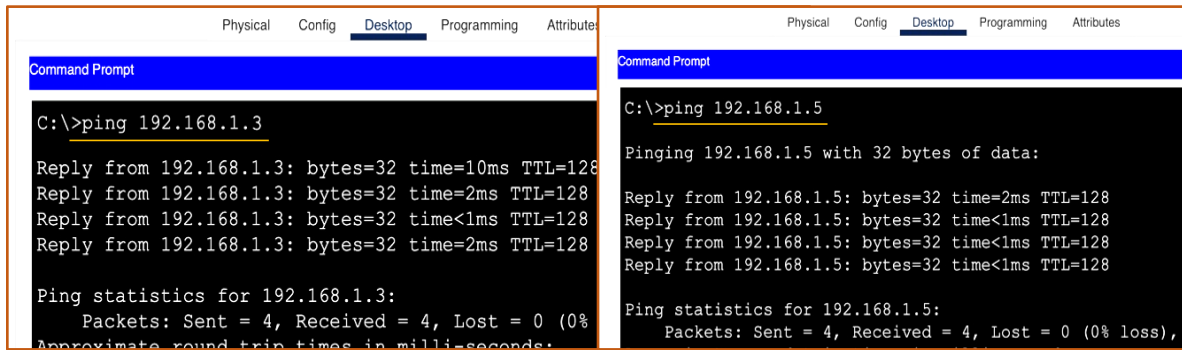 Physical Config Desktop Programming Attributes
Command Prompt
C:\>ping 192.168.1.3
Reply from 192.168.1.3: bytes=32 time=10ms TTL=128
Reply from 192.168.1.3: bytes=32 time=2ms TTL=128
Reply from 192.168.1.3: bytes=32 time<1ms TTL=128
Reply from 192.168.1.3: bytes=32 time=2ms TTL=128
Ping statistics for 192.168.1.3:
Packets: Sent = 4, Received = 4, Lost = 0 (0%
Approximate round trip times in milli-seconds:
Physical Config Desktop Programming Attributes
Command Prompt
C:\>ping 192.168.1.5
Pinging 192.168.1.5 with 32 bytes of data:
Reply from 192.168.1.5: bytes=32 time=2ms TTL=128
Reply from 192.168.1.5: bytes=32 time<1ms TTL=128
Reply from 192.168.1.5: bytes=32 time<1ms TTL=128
Reply from 192.168.1.5: bytes=32 time<1ms TTL=128
Ping statistics for 192.168.1.5:
Packets: Sent = 4, Received = 4, Lost = 0 (0% loss),